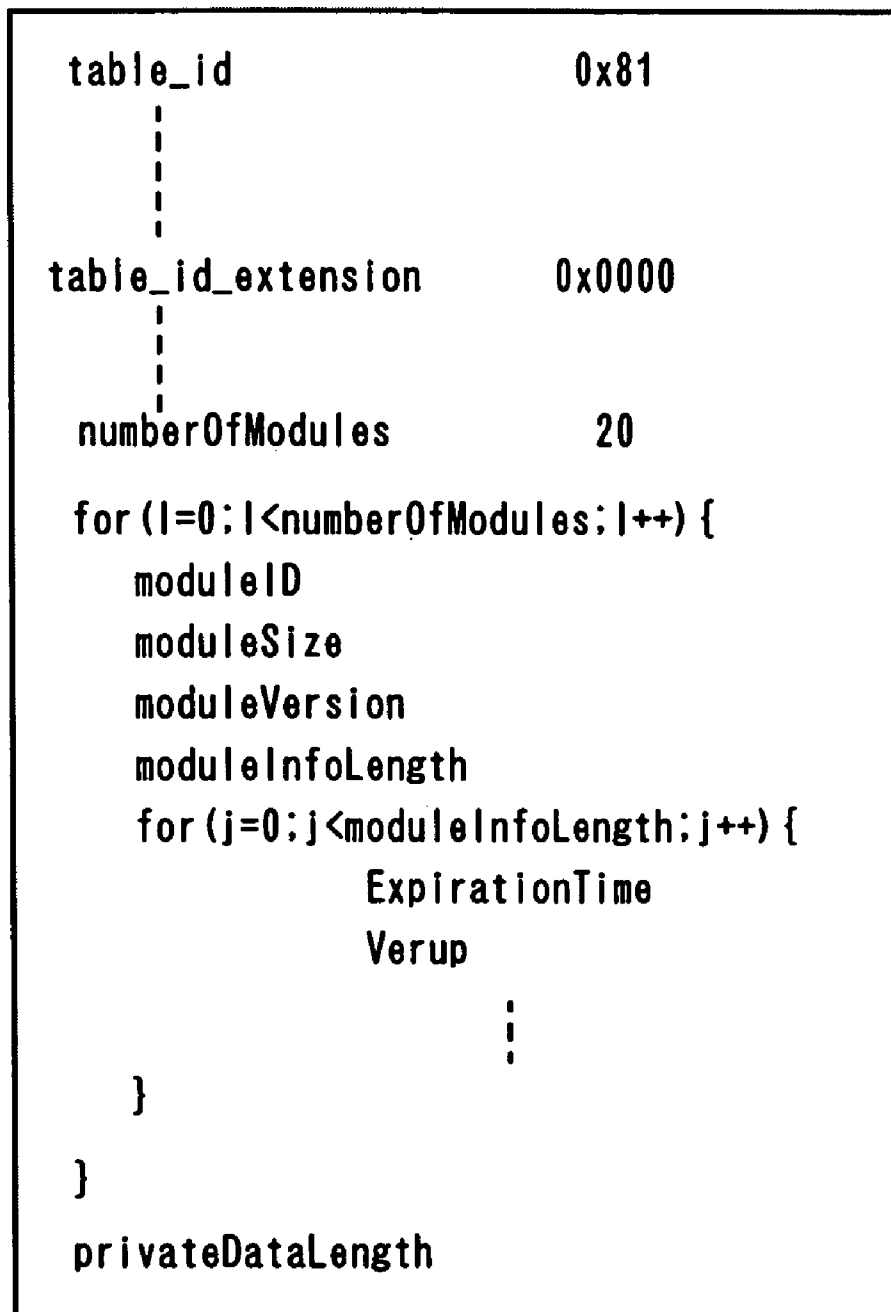 table_id 0x81
table_id_extension 0x0000
numberOfModules 20
for(I=0;I<numberOfModules;I++){
moduleID
moduleSize
moduleVersion
moduleInfoLength
for(j=0;j<moduleInfoLength;j++){
ExpirationTime
Verup
}
}
privateDataLength